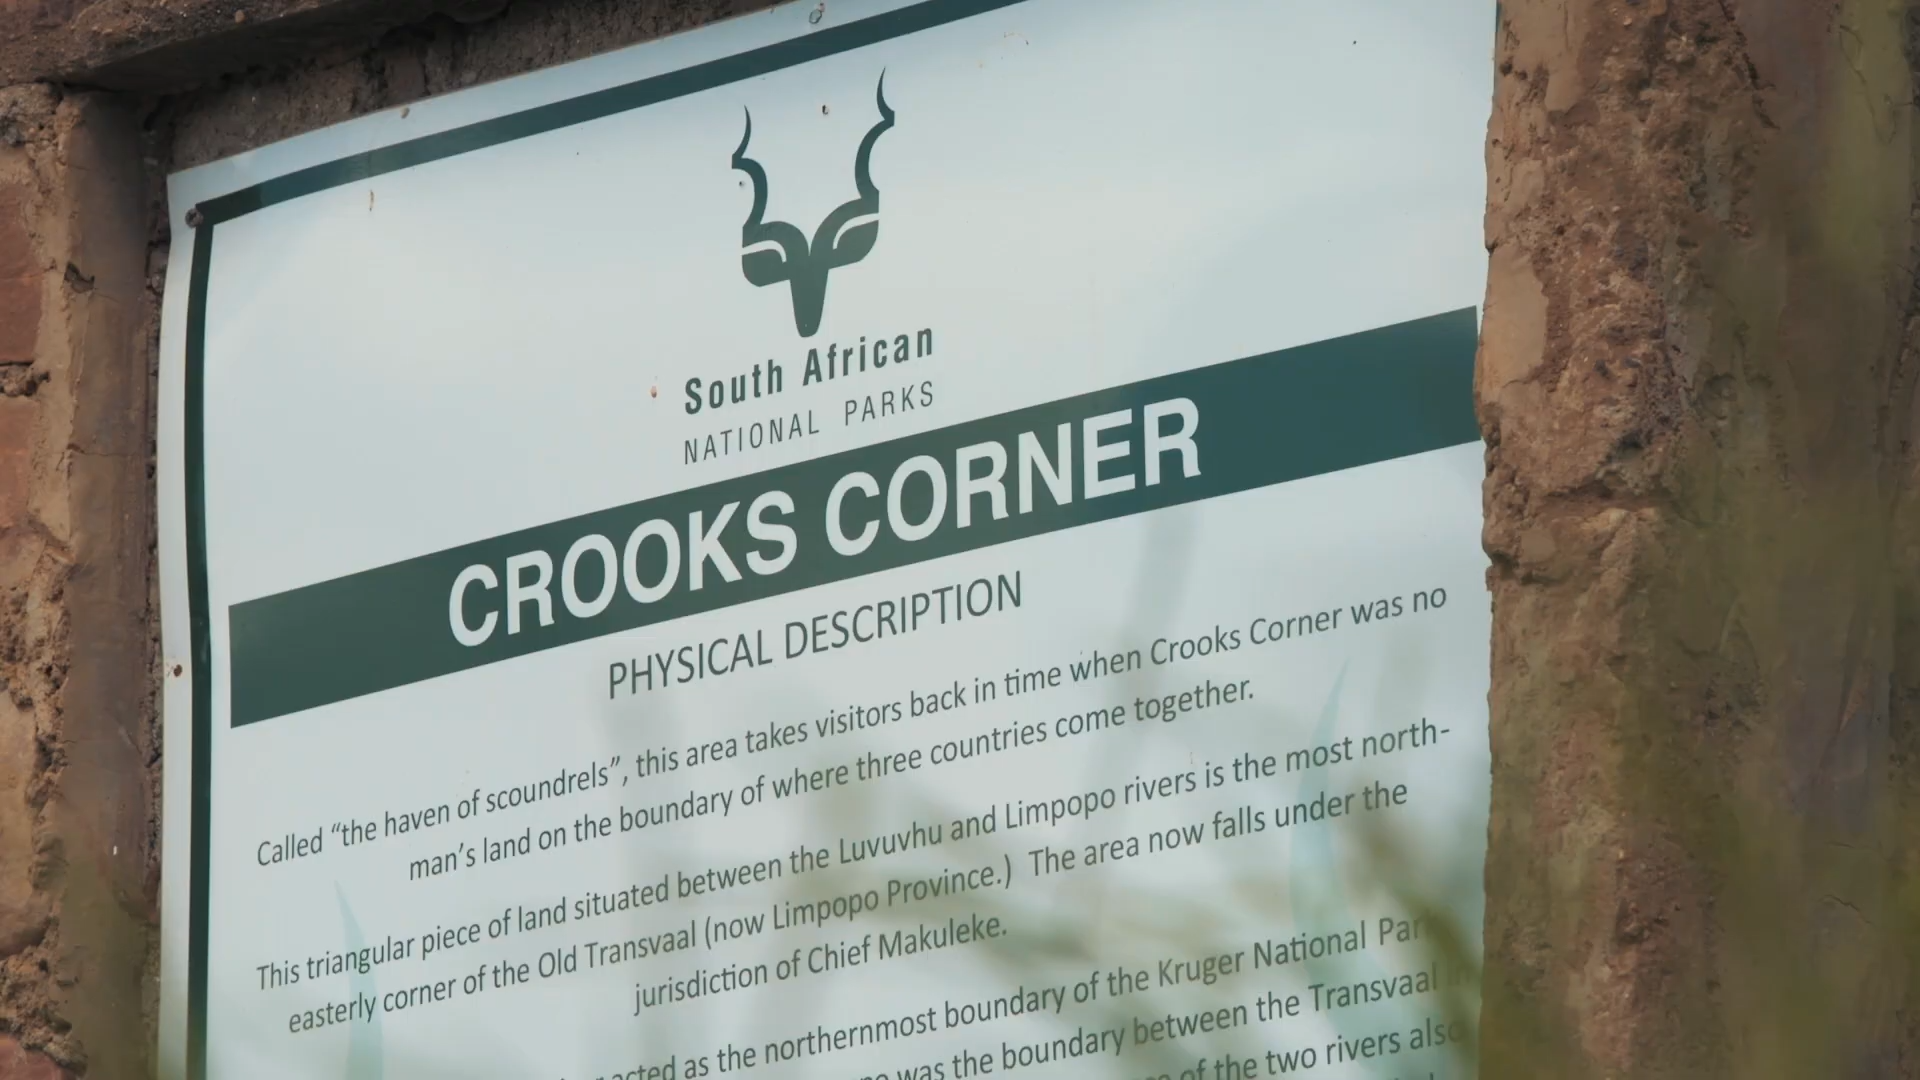 South African
NATIONAL PARKS
CROOKS CORNER
PHYSICAL DESCRIPTION
Called “the haven of scoundrels”, this area takes visitors back in time when Crooks Corner was no
man’s land on the boundary of where three countries come together.
This triangular piece of land situated between the Luvuvhu and Limpopo rivers is the most north-
easterly corner of the Old Transvaal (now Limpopo Province.) The area now falls under the
jurisdiction of Chief Makuleke.
acted as the northernmost boundary of the Kruger National Park
was the boundary between the Transvaal
of the two rivers also